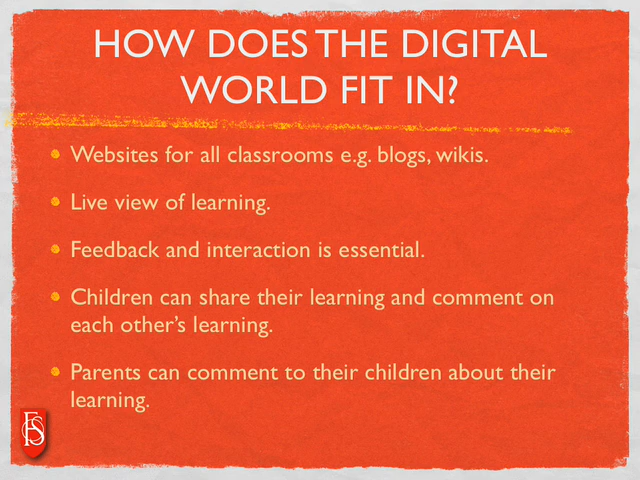 HOW DOES THE DIGITAL
WORLD FIT IN?
Websites for all classrooms e.g. blogs, wikis.
Live view of learning.
Feedback and interaction is essential.
Children can share their learning and comment on
each other’s learning.
Parents can comment to their children about their
learning.